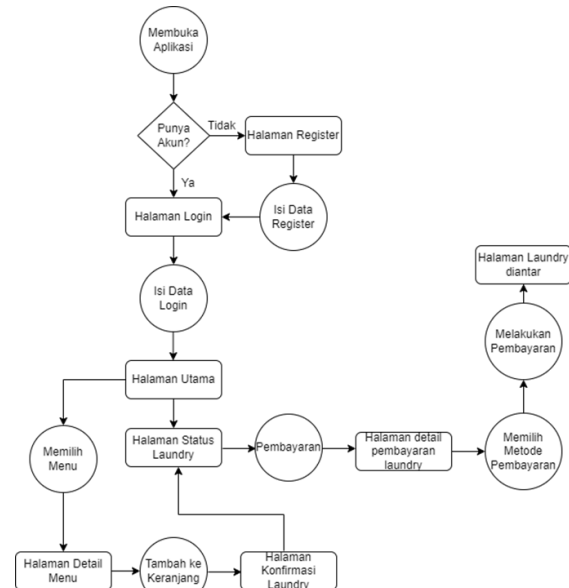 Membuka
Aplikasi
Punya
Akun?
Tidak
Halaman Register
Ya
Halaman Login
Isi Data
Register
Isi Data
Login
Halaman Utama
Memilih
Menu
Halaman Status
Laundry
Pembayaran
Halaman detail
pembayaran
laundry
Memilih
Metode
Pembayaran
Melakukan
Pembayaran
Halaman Laundry
diantar
Halaman Detail
Menu
Tambah ke
Keranjang
Halaman
Konfirmasi
Laundry